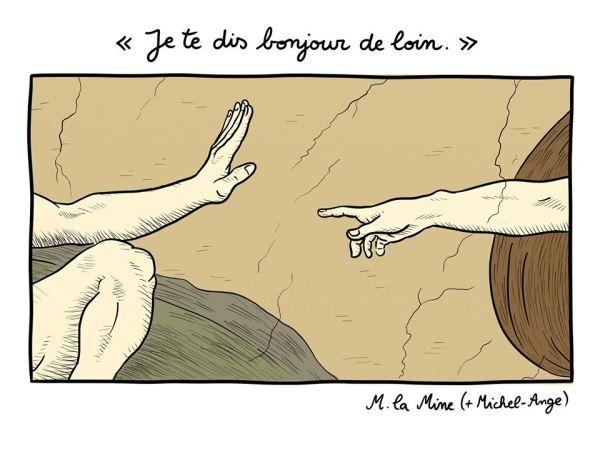 « Je te dis bonjour de loin. »
M. la Mine (+ Michel-Ange)